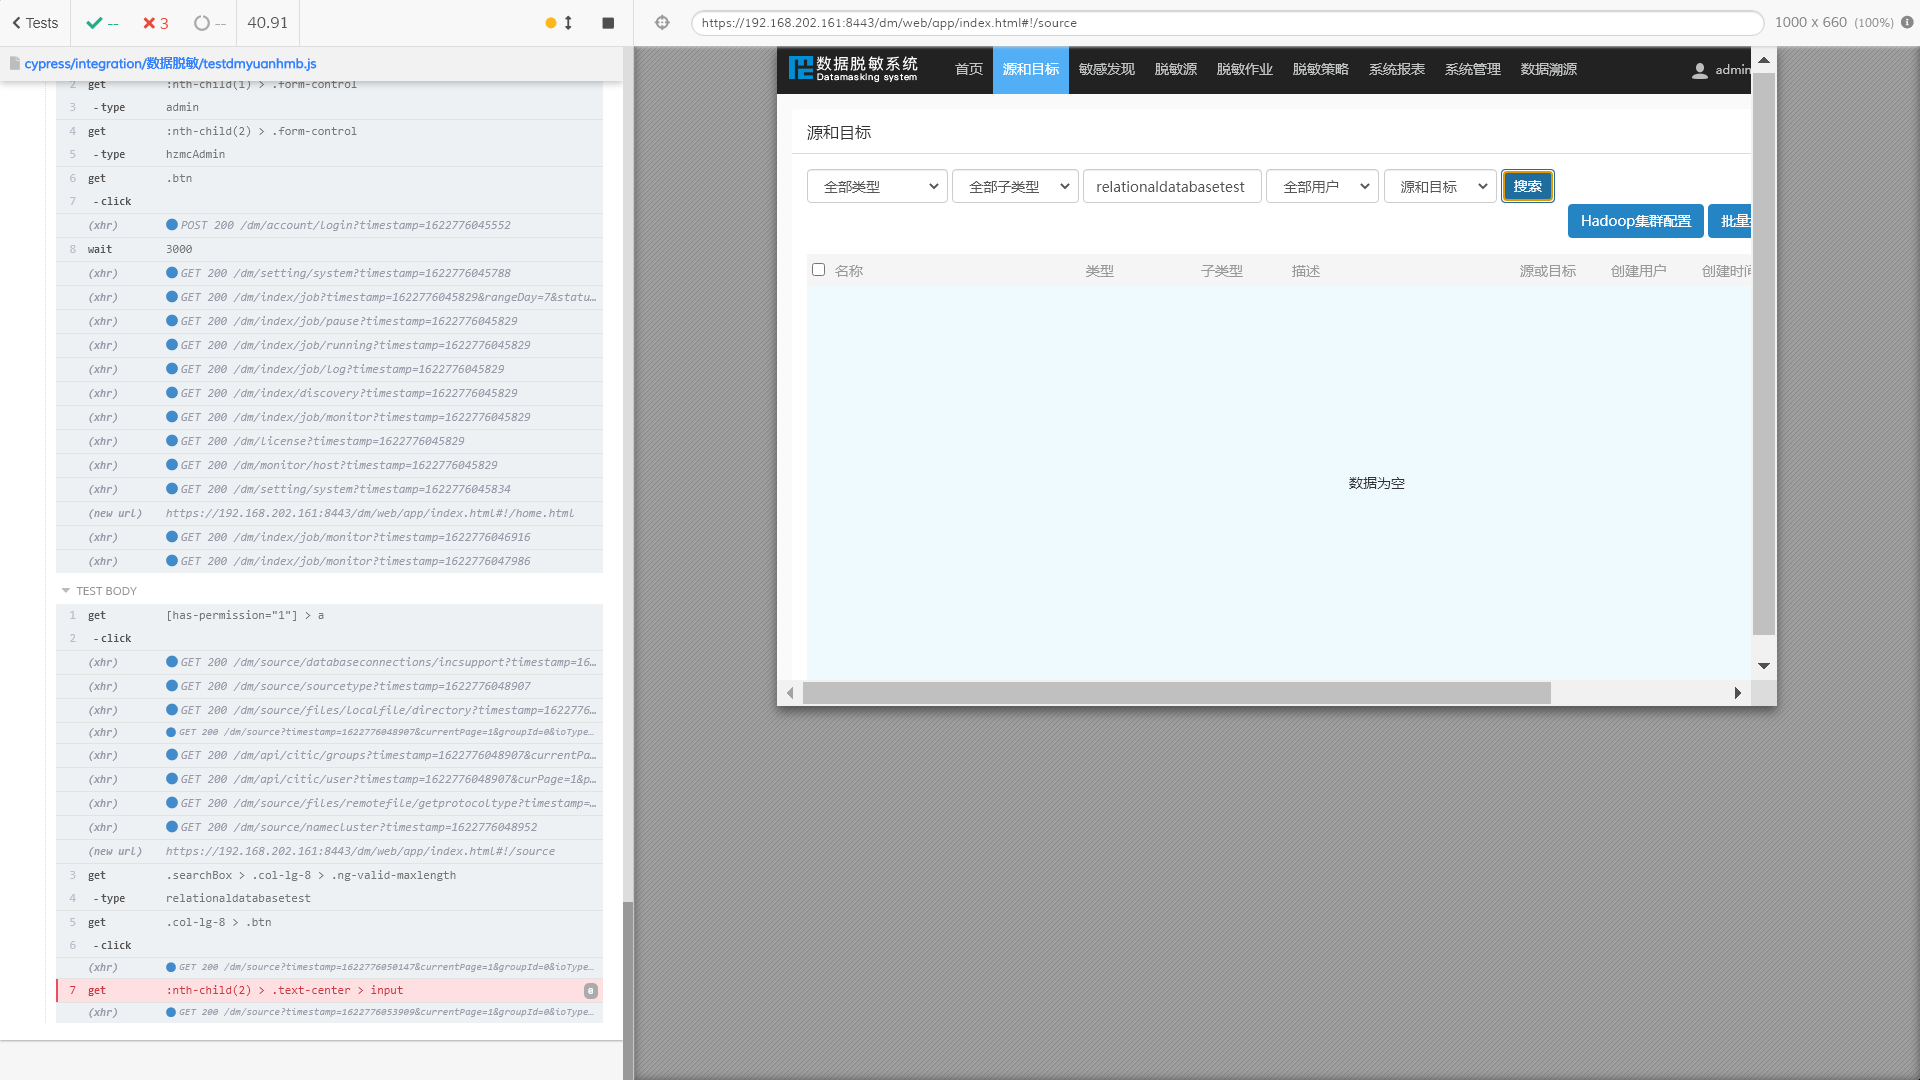 Tests
--
3
--
40.91
https://192.168.202.161:8443/dm/web/app/index.html#!/source
1000 x 660 (100%)
cypress/integration/数据脱敏/testdmyuanhmb.js
2 get :nth-child(1) > .form-control
3 -type admin
4 get :nth-child(2) > .form-control
5 -type hzmcAdmin
6 get .btn
7 -click
(xhr) POST 200 /dm/account/login?timestamp=1622776045552
8 wait 3000
(xhr) GET 200 /dm/setting/system?timestamp=1622776045788
(xhr) GET 200 /dm/index/job?timestamp=1622776045829&rangeDay=7&statu…
(xhr) GET 200 /dm/index/job/pause?timestamp=1622776045829
(xhr) GET 200 /dm/index/job/running?timestamp=1622776045829
(xhr) GET 200 /dm/index/job/log?timestamp=1622776045829
(xhr) GET 200 /dm/index/discovery?timestamp=1622776045829
(xhr) GET 200 /dm/index/job/monitor?timestamp=1622776045829
(xhr) GET 200 /dm/license?timestamp=1622776045829
(xhr) GET 200 /dm/monitor/host?timestamp=1622776045829
(xhr) GET 200 /dm/setting/system?timestamp=1622776045834
(new url) https://192.168.202.161:8443/dm/web/app/index.html#!/home.html
(xhr) GET 200 /dm/index/job/monitor?timestamp=1622776046916
(xhr) GET 200 /dm/index/job/monitor?timestamp=1622776047986
TEST BODY
1 get [has-permission="1"] > a
2 -click
(xhr) GET 200 /dm/source/databaseconnections/incsupport?timestamp=16…
(xhr) GET 200 /dm/source/sourcetype?timestamp=1622776048907
(xhr) GET 200 /dm/source/files/localfile/directory?timestamp=1622776…
(xhr) GET 200 /dm/source?timestamp=1622776048907&currentPage=1&groupId=0&ioType…
(xhr) GET 200 /dm/api/citic/groups?timestamp=1622776048907&currentPa…
(xhr) GET 200 /dm/api/citic/user?timestamp=1622776048907&curPage=1&p…
(xhr) GET 200 /dm/source/files/remotefile/getprotocoltype?timestamp=…
(xhr) GET 200 /dm/source/namecluster?timestamp=1622776048952
(new url) https://192.168.202.161:8443/dm/web/app/index.html#!/source
3 get .searchBox > .col-lg-8 > .ng-valid-maxlength
4 -type relationaldatabasetest
5 get .col-lg-8 > .btn
6 -click
(xhr) GET 200 /dm/source?timestamp=1622776050147&currentPage=1&groupId=0&ioType…
7 get :nth-child(2) > .text-center > input 0
(xhr) GET 200 /dm/source?timestamp=1622776053909&currentPage=1&groupId=0&ioType…
数据脱敏系统
Datamasking system
首页 源和目标 敏感发现 脱敏源 脱敏作业 脱敏策略 系统报表 系统管理 数据溯源 admin
源和目标
全部类型 全部子类型 relationaldatabasetest 全部用户 源和目标 搜索
Hadoop集群配置 批量
名称 类型 子类型 描述 源或目标 创建用户 创建时间
数据为空